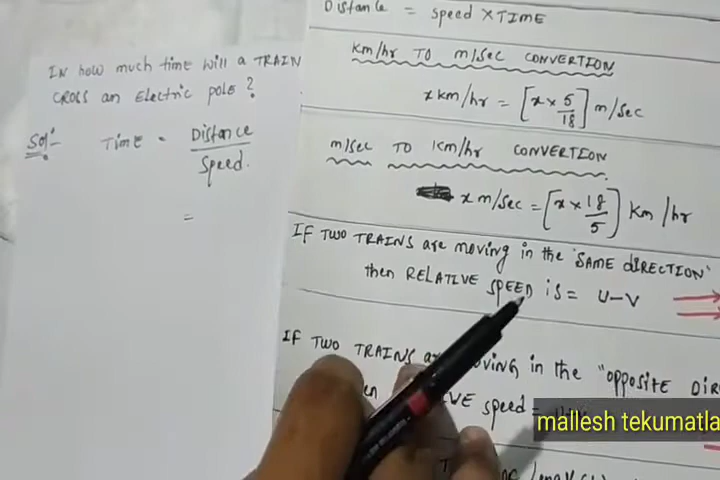 In how much time will a TRAIN
CROSS an Electric pole?
Sol:-
Time = Distance / Speed.
=
Distance = Speed X TIME
Km/hr TO m/sec CONVERTION
x km/hr = [x × 5/18] m/sec
m/sec TO Km/hr CONVERTION
x m/sec = [x × 18/5] Km/hr
IF TWO TRAINS are moving in the "SAME dIRECTION"
then RELATIVE SPEED is = U-V
IF TWO TRAINS moving in the "OPPOSITE
speed =
mallesh tekumatla